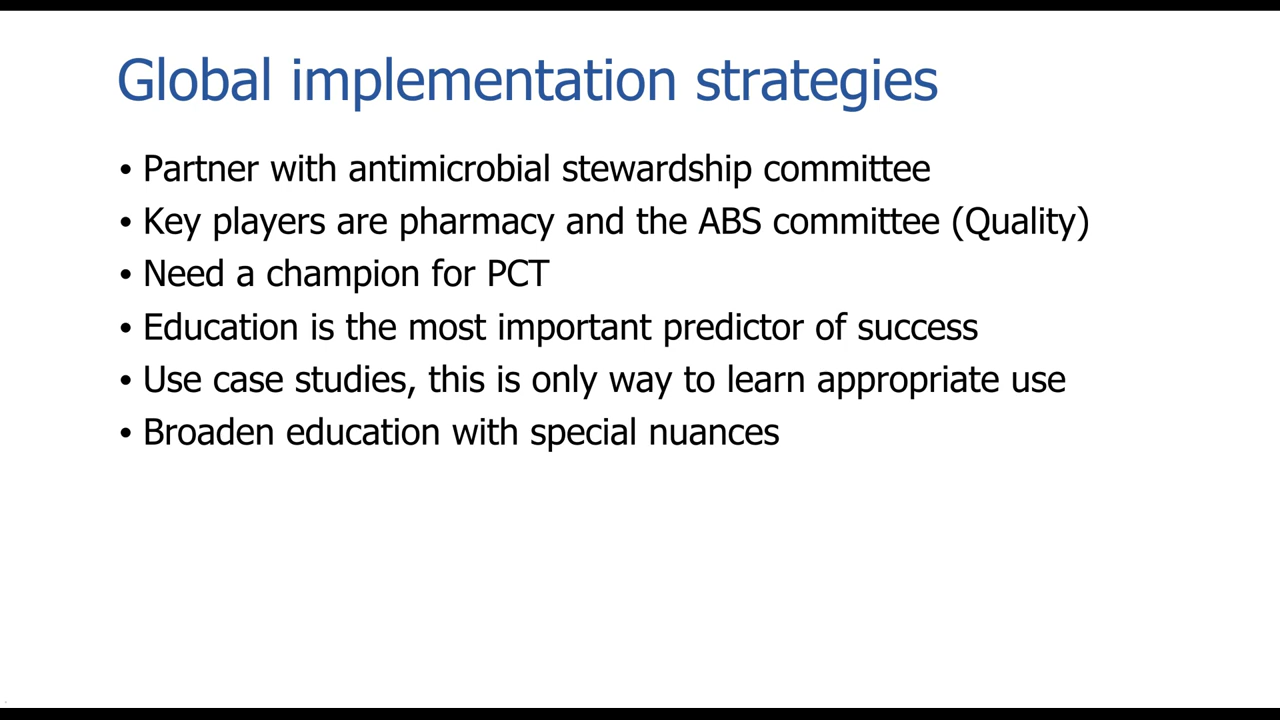 Global implementation strategies
• Partner with antimicrobial stewardship committee
• Key players are pharmacy and the ABS committee (Quality)
• Need a champion for PCT
• Education is the most important predictor of success
• Use case studies, this is only way to learn appropriate use
• Broaden education with special nuances